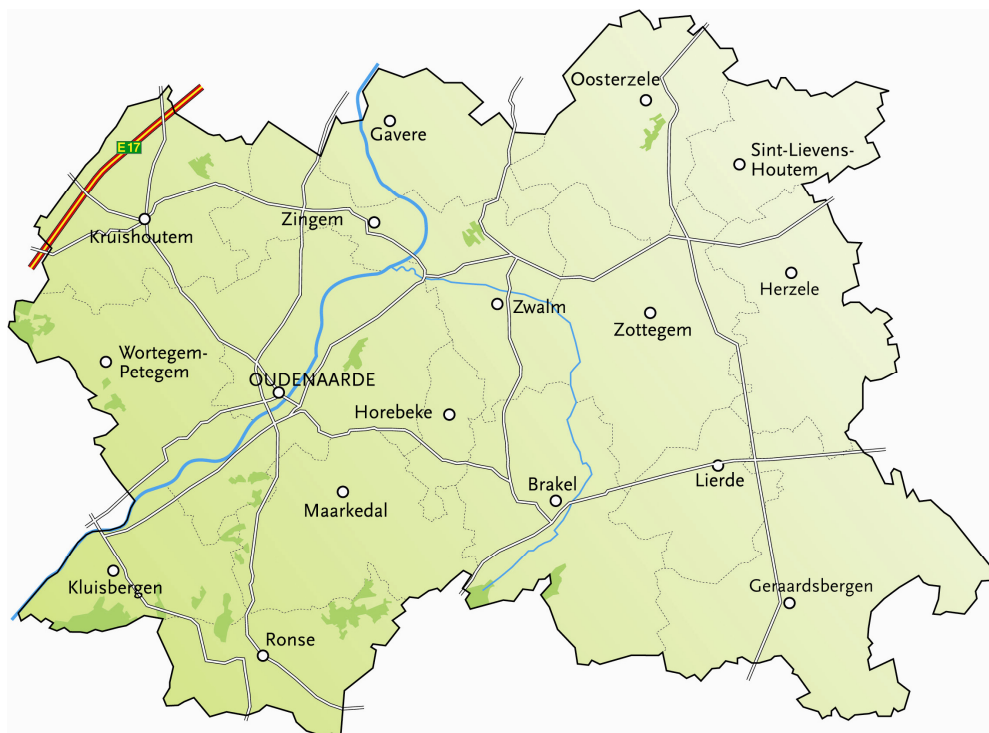 Oosterzele
Gavere
E17
Sint-Lievens-
Houtem
Zingem
Kruishoutem
Herzele
Zwalm
Zottegem
Wortegem-
Petegem
OUDENAARDE
Horebeke
Lierde
Brakel
Maarkedal
Kluisbergen
Geraardsbergen
Ronse